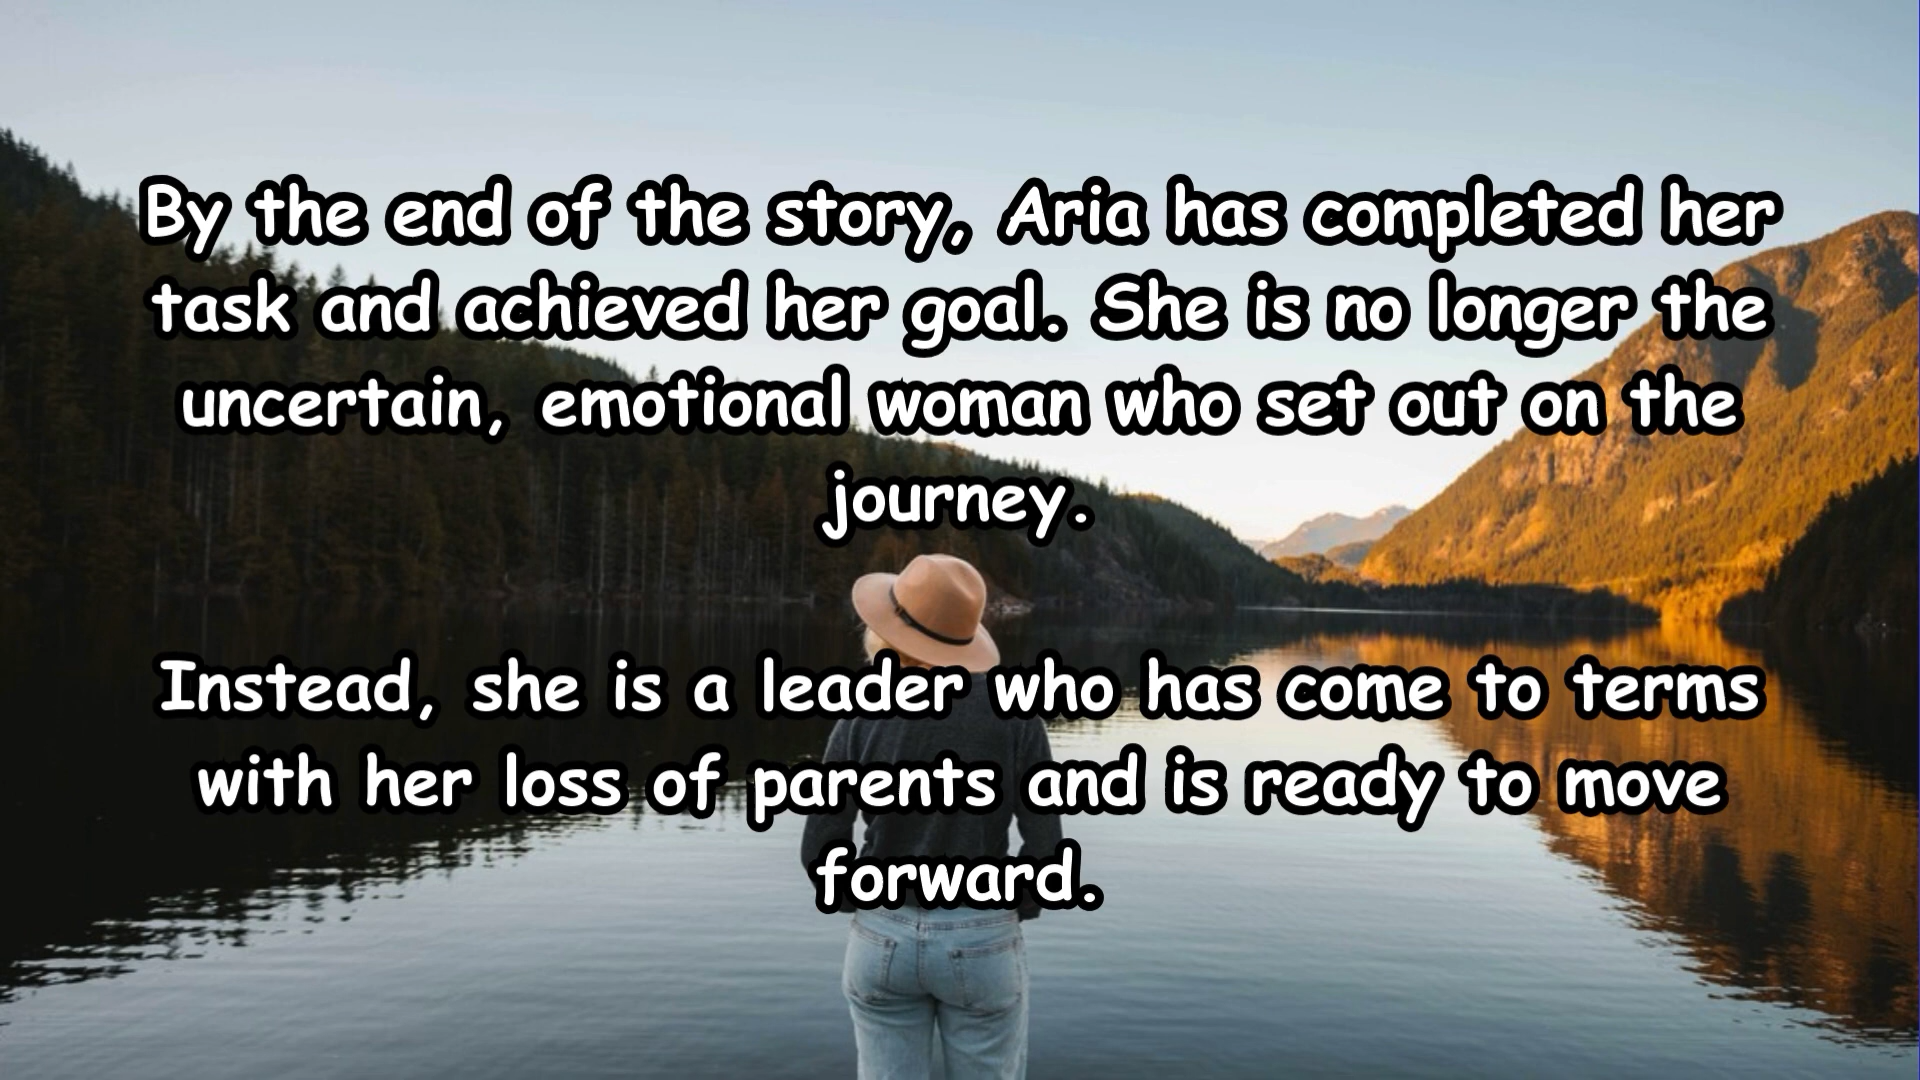 By the end of the story, Aria has completed her
task and achieved her goal. She is no longer the
uncertain, emotional woman who set out on the
journey.
Instead, she is a leader who has come to terms
with her loss of parents and is ready to move
forward.